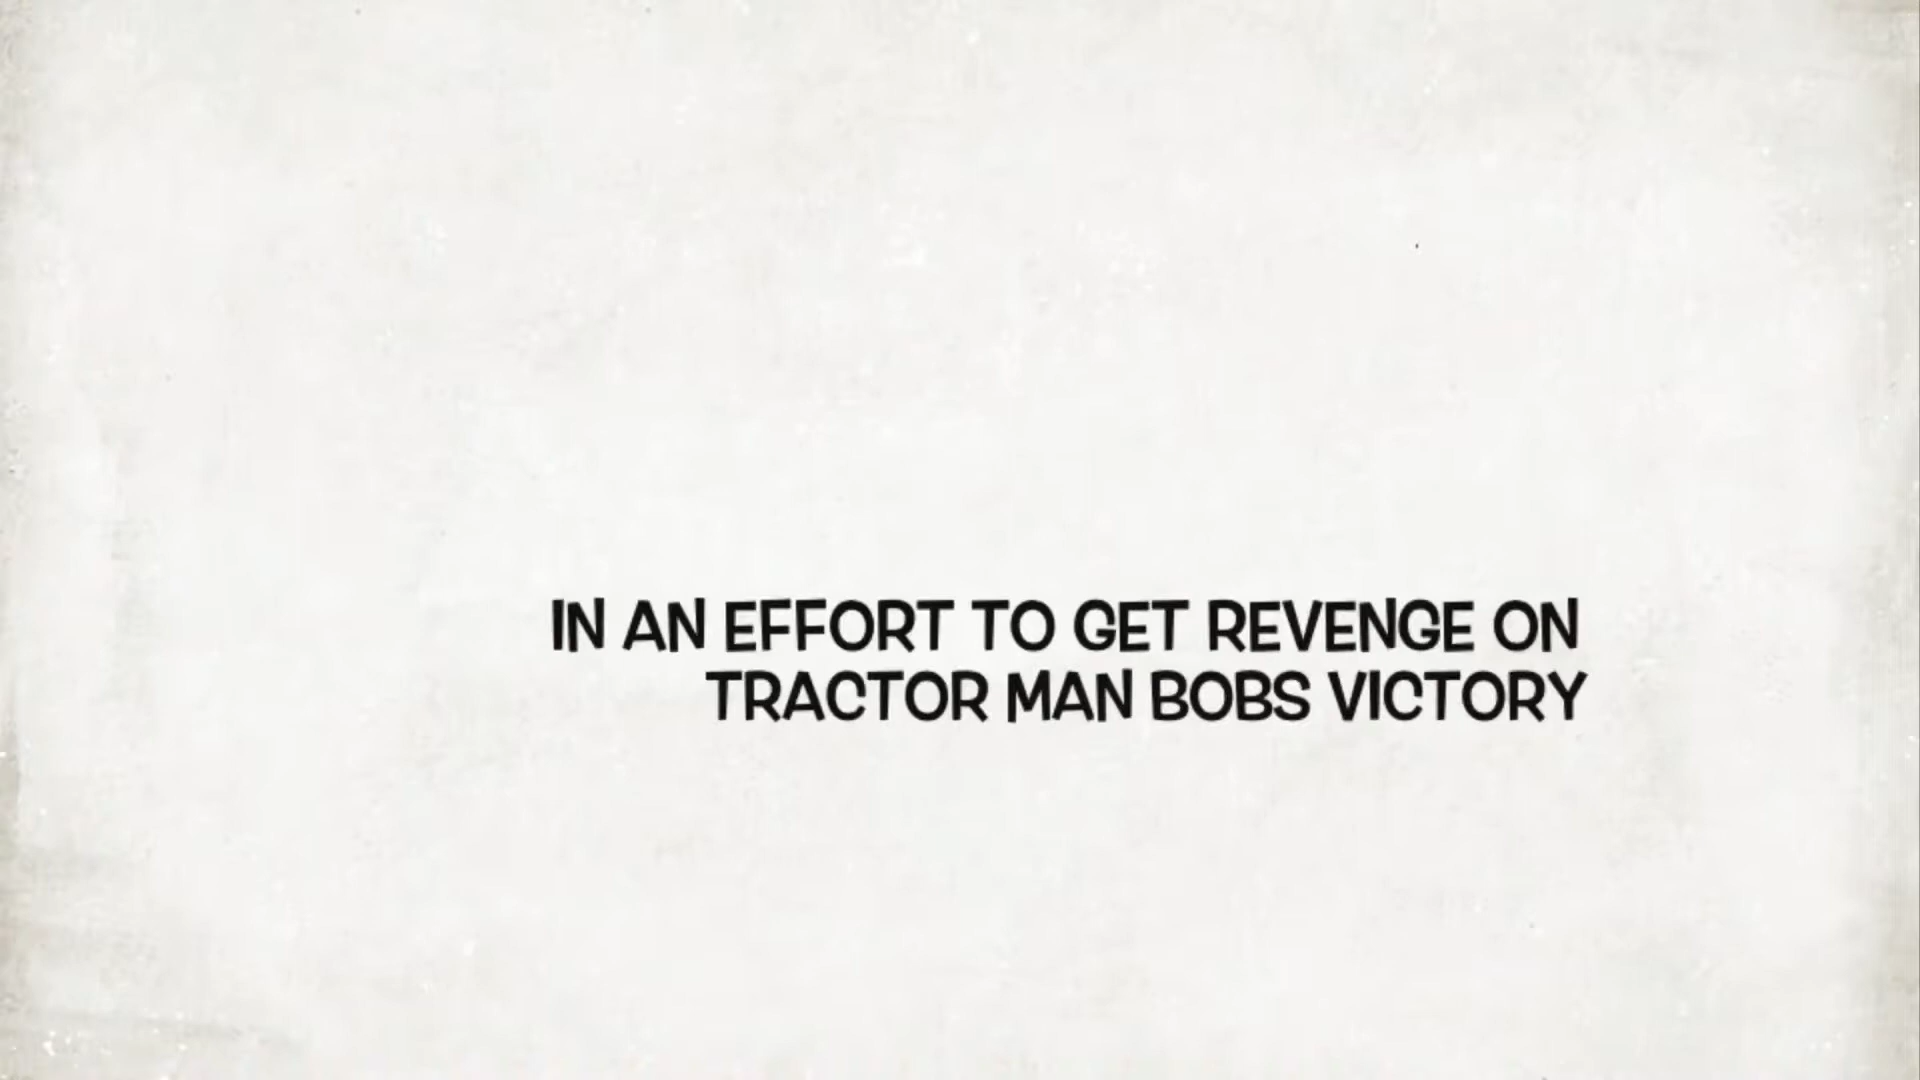 IN AN EFFORT TO GET REVENGE ON
TRACTOR MAN BOBS VICTORY